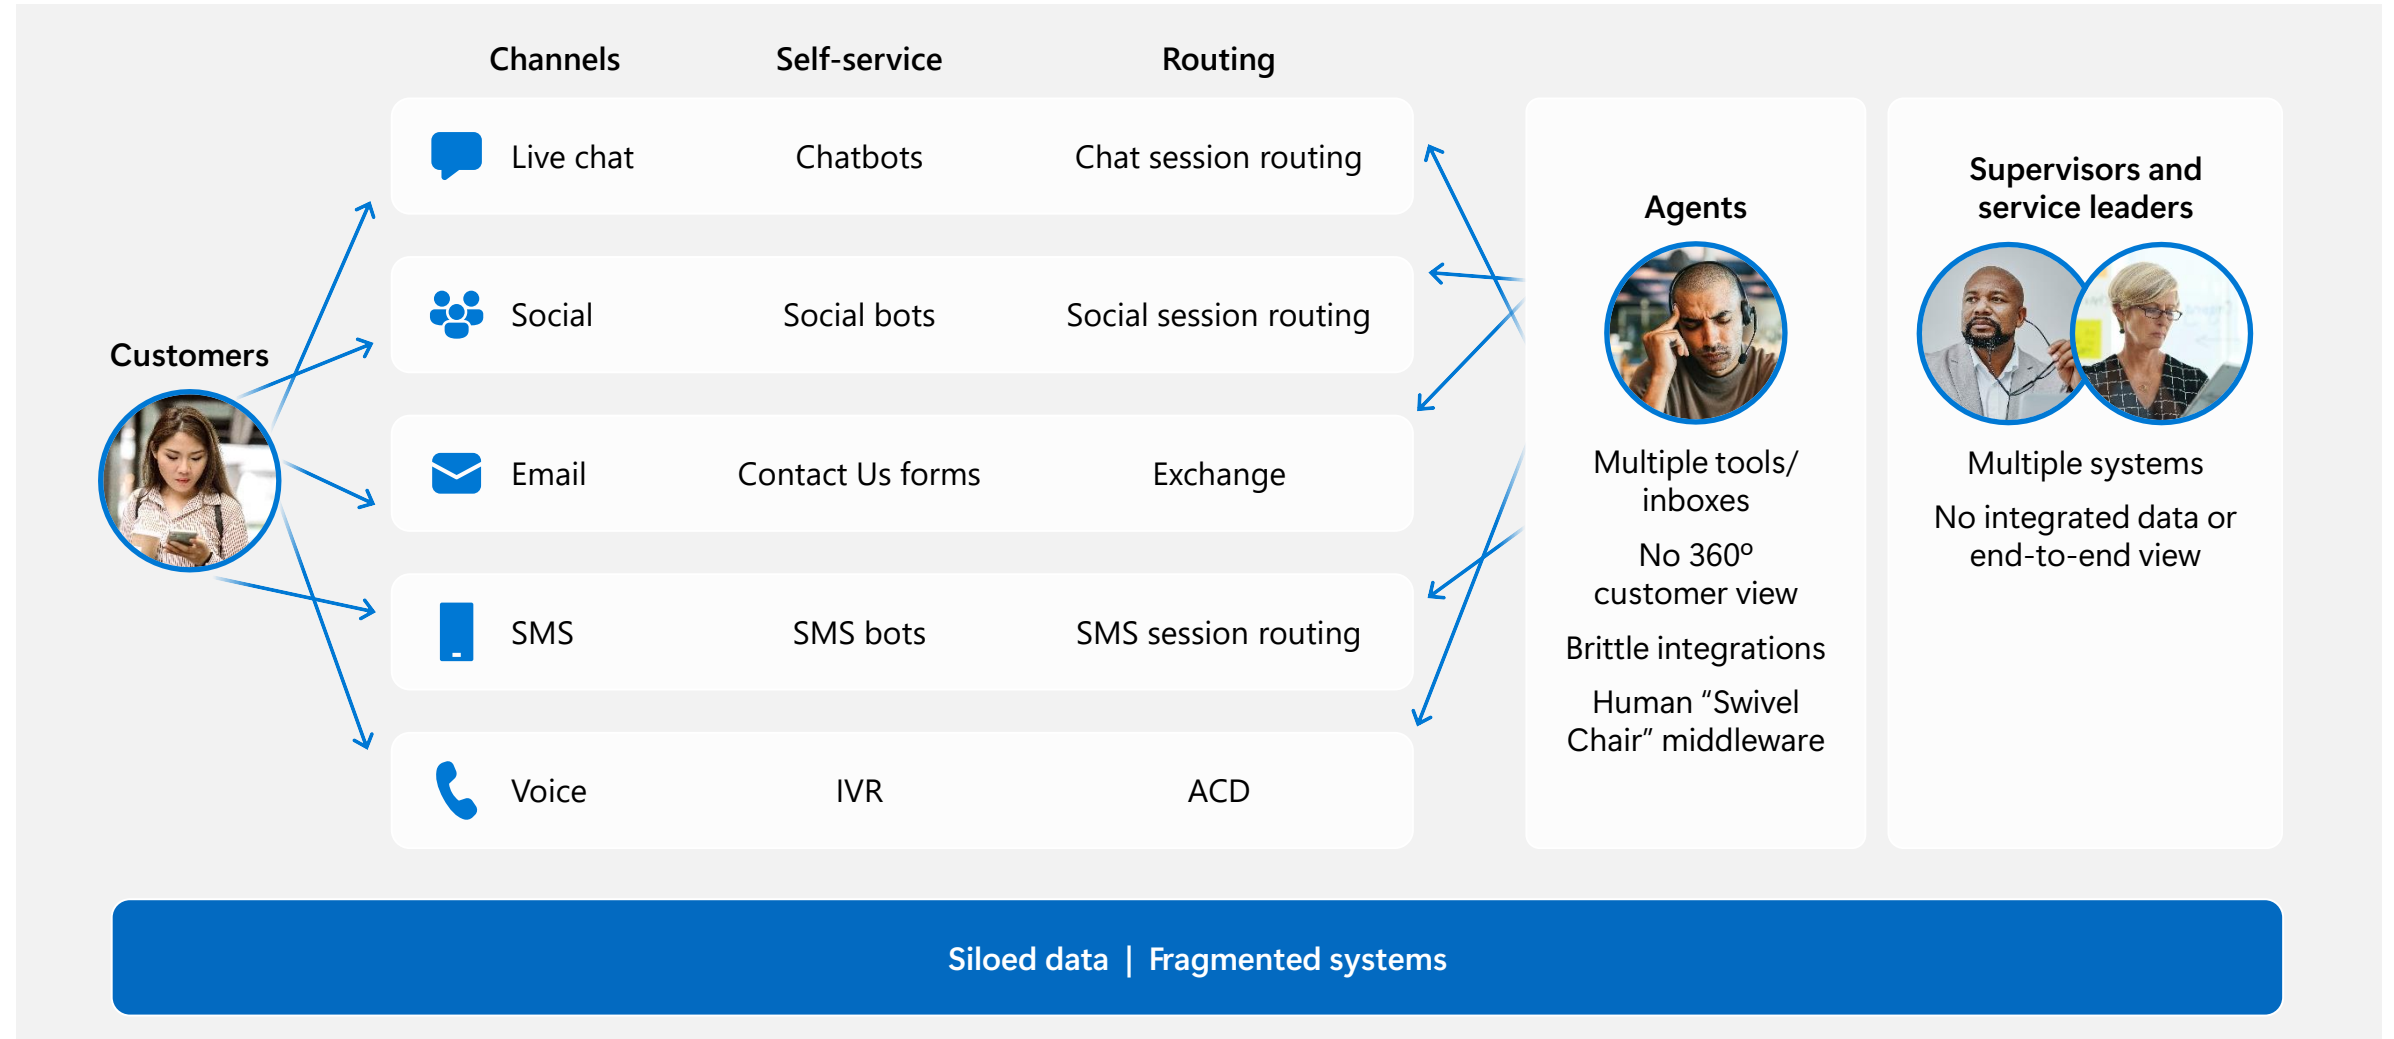 Channels
Self-service
Routing
Customers
Live chat
Chatbots
Chat session routing
Social
Social bots
Social session routing
Email
Contact Us forms
Exchange
SMS
SMS bots
SMS session routing
Voice
IVR
ACD
Agents
Multiple tools/
inboxes
No 360º
customer view
Brittle integrations
Human “Swivel
Chair” middleware
Supervisors and
service leaders
Multiple systems
No integrated data or
end-to-end view
Siloed data | Fragmented systems